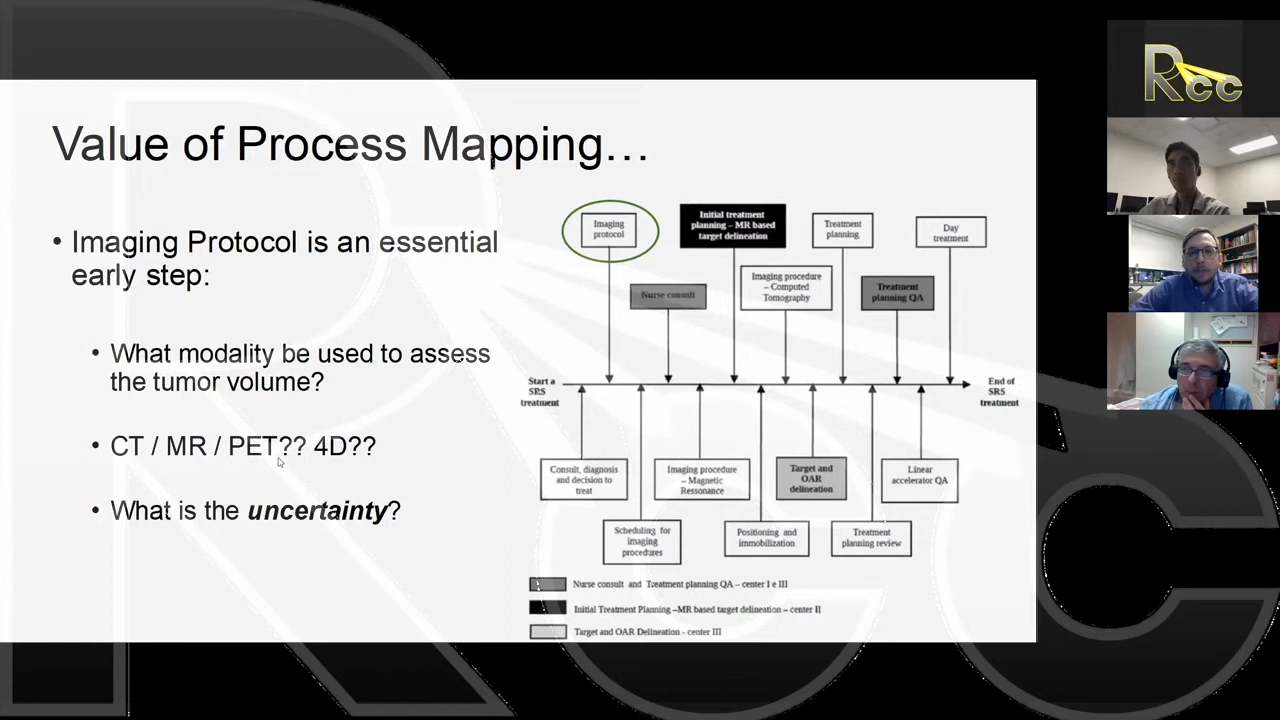 Value of Process Mapping…
• Imaging Protocol is an essential
early step:
• What modality be used to assess
the tumor volume?
• CT / MR / PET?? 4D??
• What is the uncertainty?
Imaging
protocol
Initial treatment
planning – MR based
target delineation
Treatment
planning
Day
treatment
Nurse consult
Imaging procedure
– Computed
Tomography
Treatment
planning QA
Start a
SRS
treatment
End of
SRS
treatment
Consult, diagnosis
and decision to
treat
Imaging procedure
– Magnetic
Ressonance
Target and
OAR
delineation
Linear
accelerator QA
Scheduling for
imaging
procedures
Positioning and
immobilization
Treatment
planning review
Nurse consult and Treatment planning QA – center I e III
Initial Treatment Planning –MR based target delineation – center II
Target and OAR Delineation - center III
Rcc